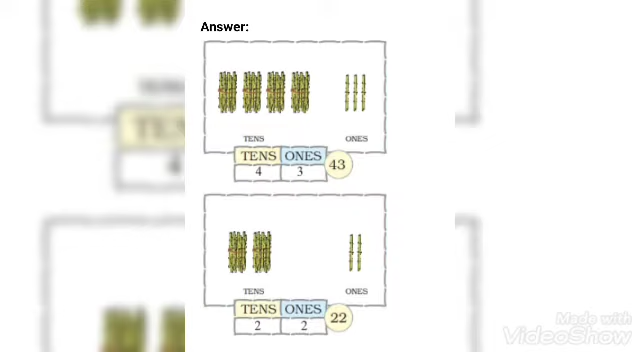 Answer:
TENS ONES
TENS ONES
4 3
43
TENS ONES
TENS ONES
2 2
22
Made with
VideoShow